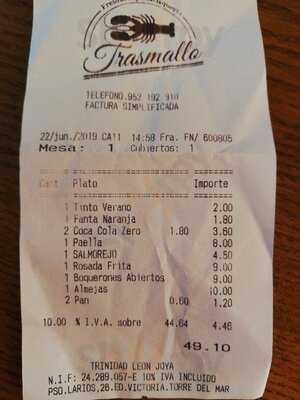 Trasmallo
TELEFONO.952 192 910
FACTURA SIMPLIFICADA
22/jun./2019 CA11 14:58 Fra. FN/ 600805
Mesa: 1 Cubiertos: 1
Cant Plato Importe
1 Tinto Verano 2.00
1 Fanta Naranja 1.80
2 Coca Cola Zero 1.80 3.60
1 Paella 8.00
1 SALMOREJO 4.50
1 Rosada Frita 9.00
1 Boquerones Abiertos 9.00
1 Almejas 10.00
2 Pan 0.60 1.20
10.00 % I.V.A. sobre 44.64 4.46
49.10
TRINIDAD LEON JOYA
N.I.F: 24.289.057-E 10% IVA INCLUIDO
PSO.LARIOS,26.ED.VICTORIA.TORRE DEL MAR